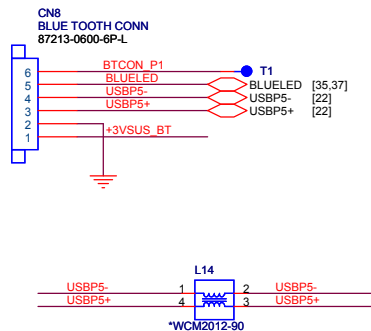 CN8
BLUE TOOTH CONN
87213-0600-6P-L
6 BTCON_P1 T1
5 BLUELED BLUELED [35,37]
4 USBP5- USBP5- [22]
3 USBP5+ USBP5+ [22]
2
1 +3VSUS_BT
L14
USBP5- 1 2 USBP5-
USBP5+ 4 3 USBP5+
*WCM2012-90